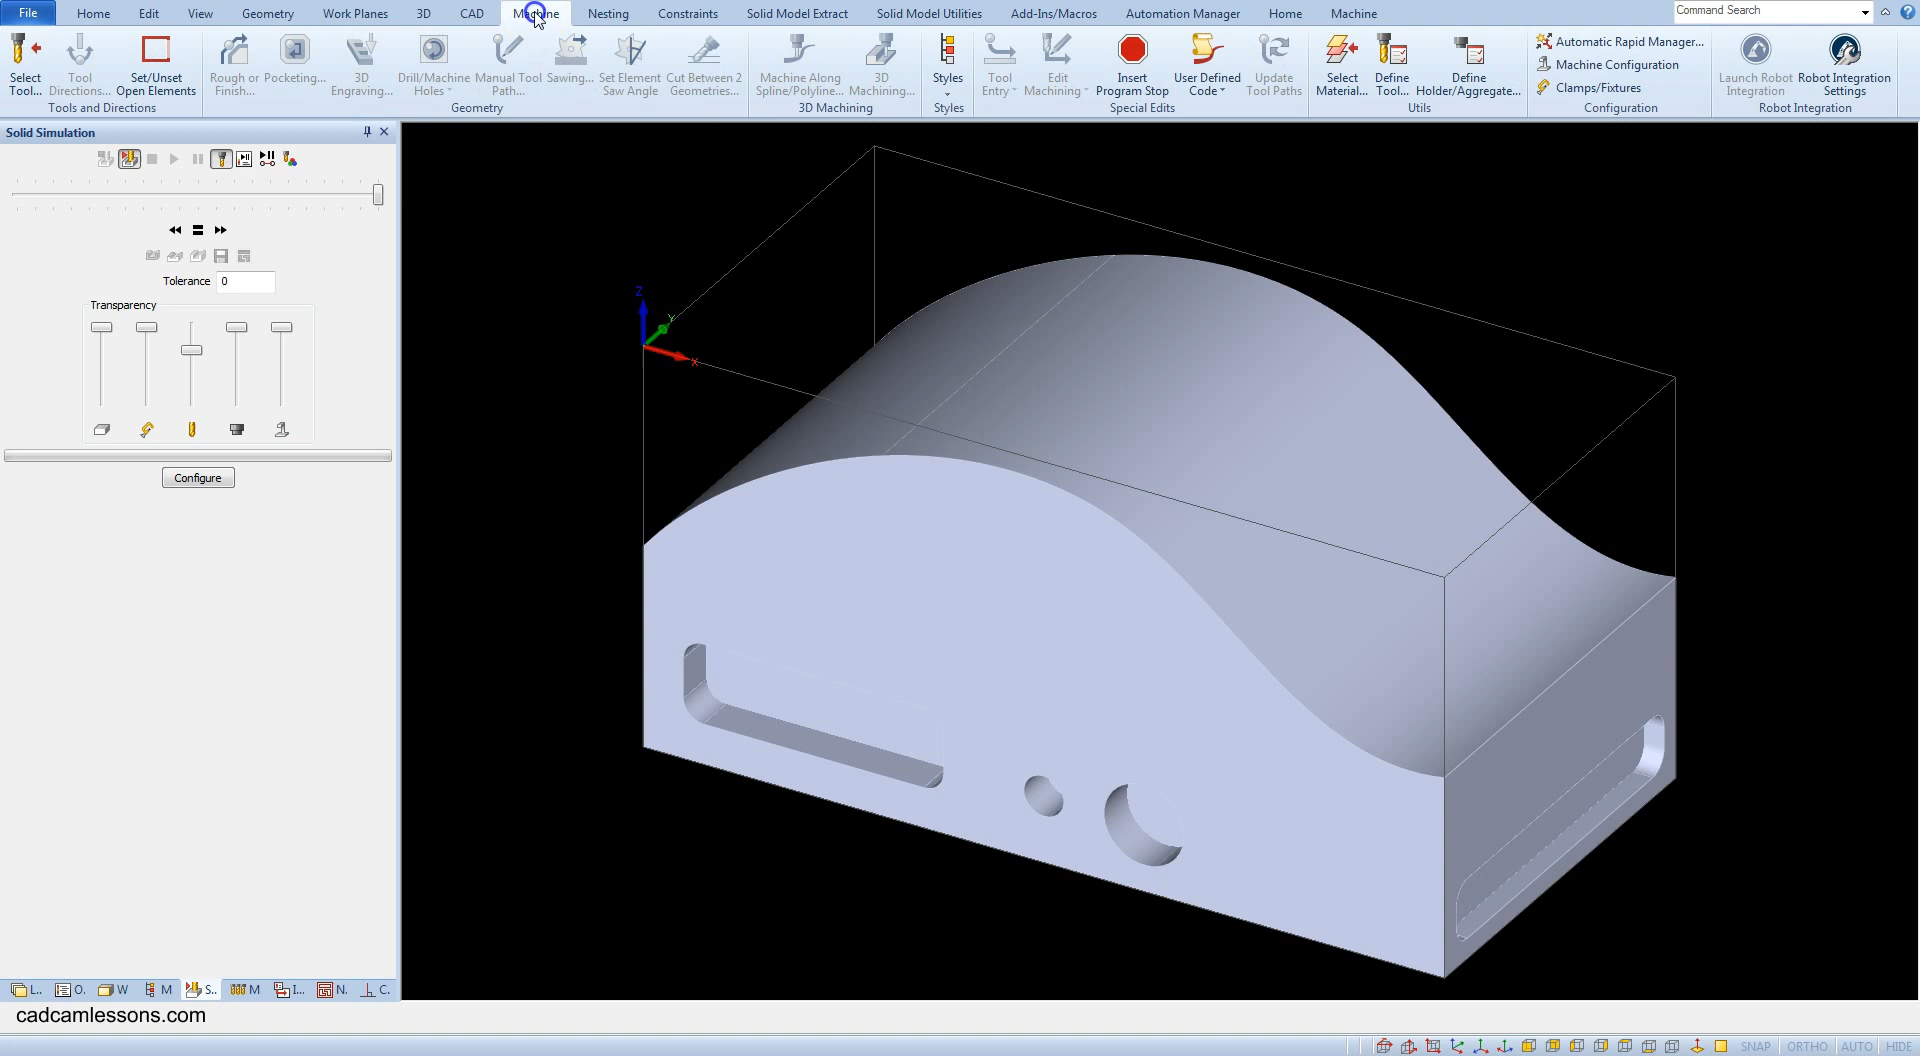 File Home Edit View Geometry Work Planes 3D CAD Machine Nesting Constraints Solid Model Extract Solid Model Utilities Add-Ins/Macros Automation Manager Home Machine Command Search
Select Tool... Tool Directions... Set/Unset Open Elements
Tools and Directions
Rough or Finish... Pocketing... 3D Engraving... Drill/Machine Holes Manual Tool Path... Sawing... Set Element Saw Angle Cut Between 2 Geometries...
Geometry
Machine Along Spline/Polyline... 3D Machining...
3D Machining
Styles
Styles
Tool Entry Edit Machining Insert Program Stop User Defined Code Update Tool Paths
Special Edits
Select Material... Define Tool... Define Holder/Aggregate...
Utils
Automatic Rapid Manager...
Machine Configuration
Clamps/Fixtures
Configuration
Launch Robot Integration Robot Integration Settings
Robot Integration
Solid Simulation
Tolerance 0
Transparency
Configure
Z
Y
X
L.. O. W M S.. M I... N. C.
cadcamlessons.com
SNAP ORTHO AUTO HIDE